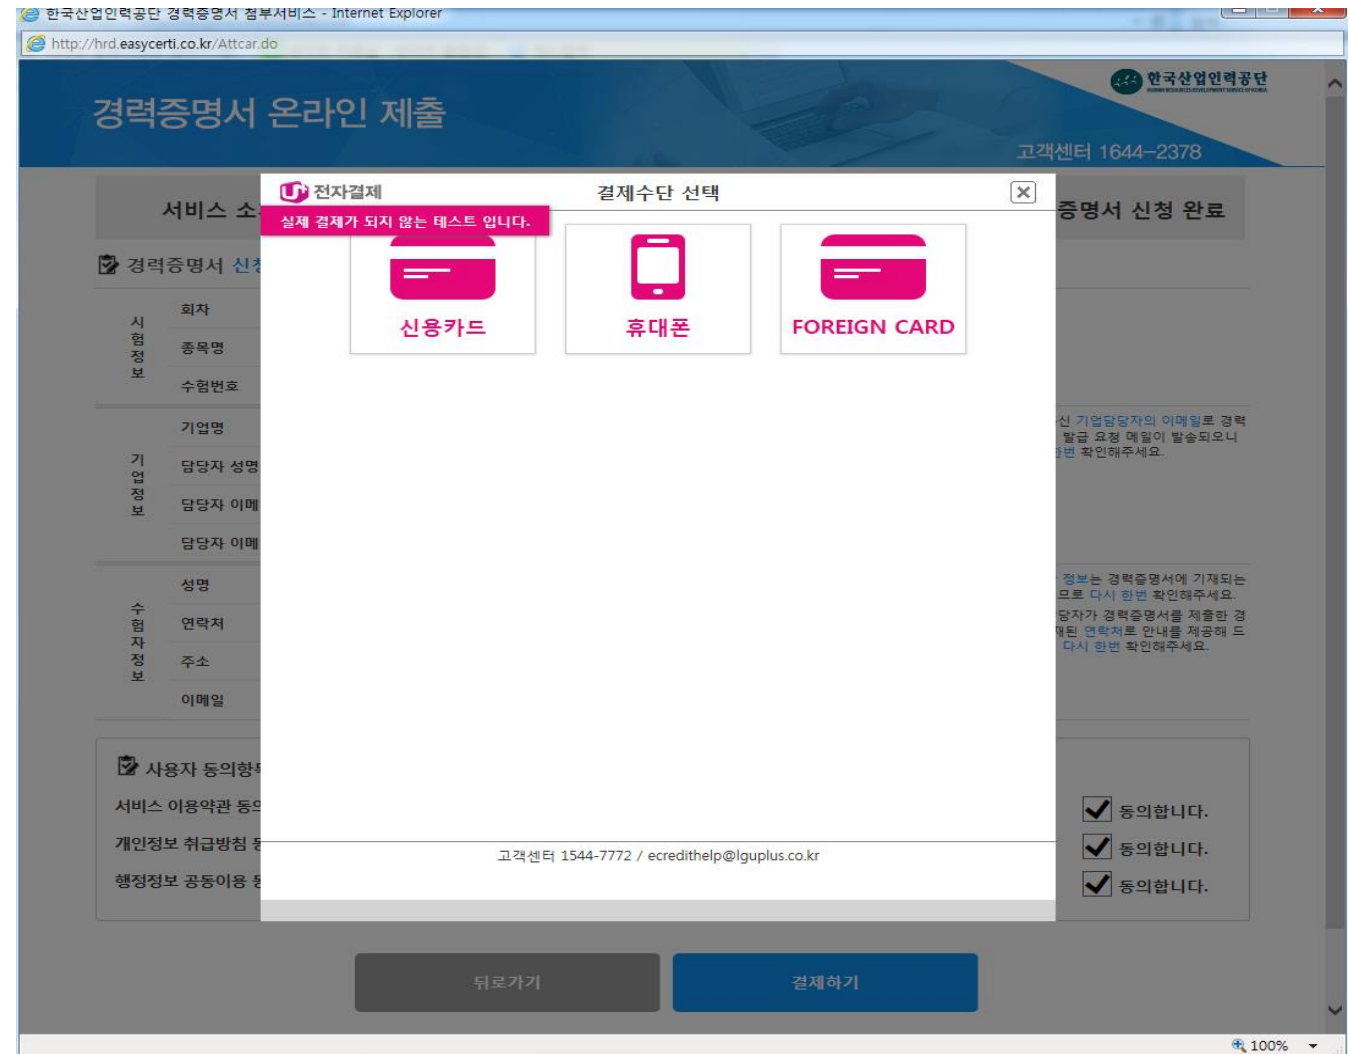 한국산업인력공단 경력증명서 첨부서비스 - Internet Explorer
http://hrd.easycerti.co.kr/Attcar.do
한국산업인력공단
HUMAN RESOURCES DEVELOPMENT SERVICE OF KOREA
경력증명서 온라인 제출
고객센터 1644-2378
전자결제
결제수단 선택
서비스 소
실제 결제가 되지 않는 테스트 입니다.
증명서 신청 완료
경력증명서 신청
신용카드
휴대폰
FOREIGN CARD
시험정보
회차
종목명
수험번호
기업정보
기업명
담당자 성명
담당자 이메
담당자 이메
신 기업담당자의 이메일로 경력
발급 요청 메일이 발송되오니
한번 확인해주세요.
수험자정보
성명
연락처
주소
이메일
정보는 경력증명서에 기재되는
므로 다시 한번 확인해주세요.
당자가 경력증명서를 제출한 경
재된 연락처로 안내를 제공해 드
다시 한번 확인해주세요.
사용자 동의항목
서비스 이용약관 동의
동의합니다.
개인정보 취급방침 동
동의합니다.
행정정보 공동이용 동
동의합니다.
고객센터 1544-7772 / ecredithelp@lguplus.co.kr
뒤로가기
결제하기
100%